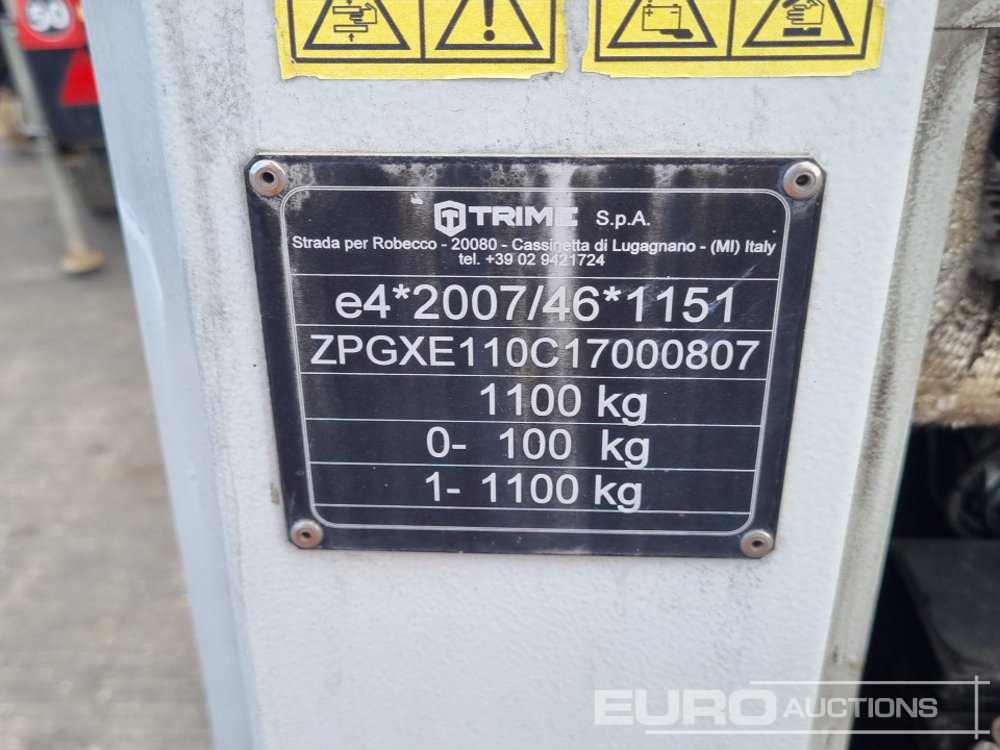 50
TRIME S.p.A.
Strada per Robecco - 20080 - Cassinetta di Lugagnano - (MI) Italy
tel. +39 02 9421724
e4*2007/46*1151
ZPGXE110C17000807
1100 kg
0- 100 kg
1- 1100 kg
EURO AUCTIONS